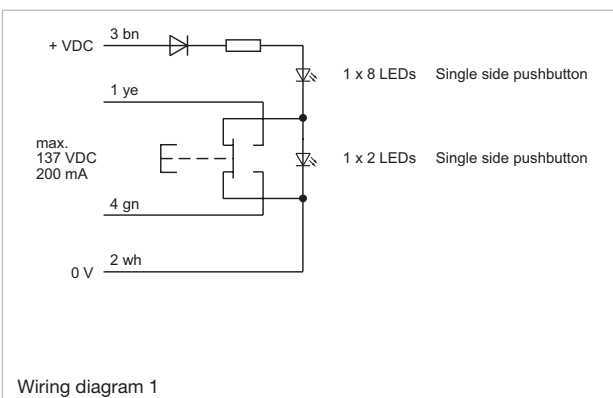 3 bn
+ VDC
1 x 8 LEDs Single side pushbutton
1 ye
max.
137 VDC
200 mA
1 x 2 LEDs Single side pushbutton
4 gn
2 wh
0 V
Wiring diagram 1